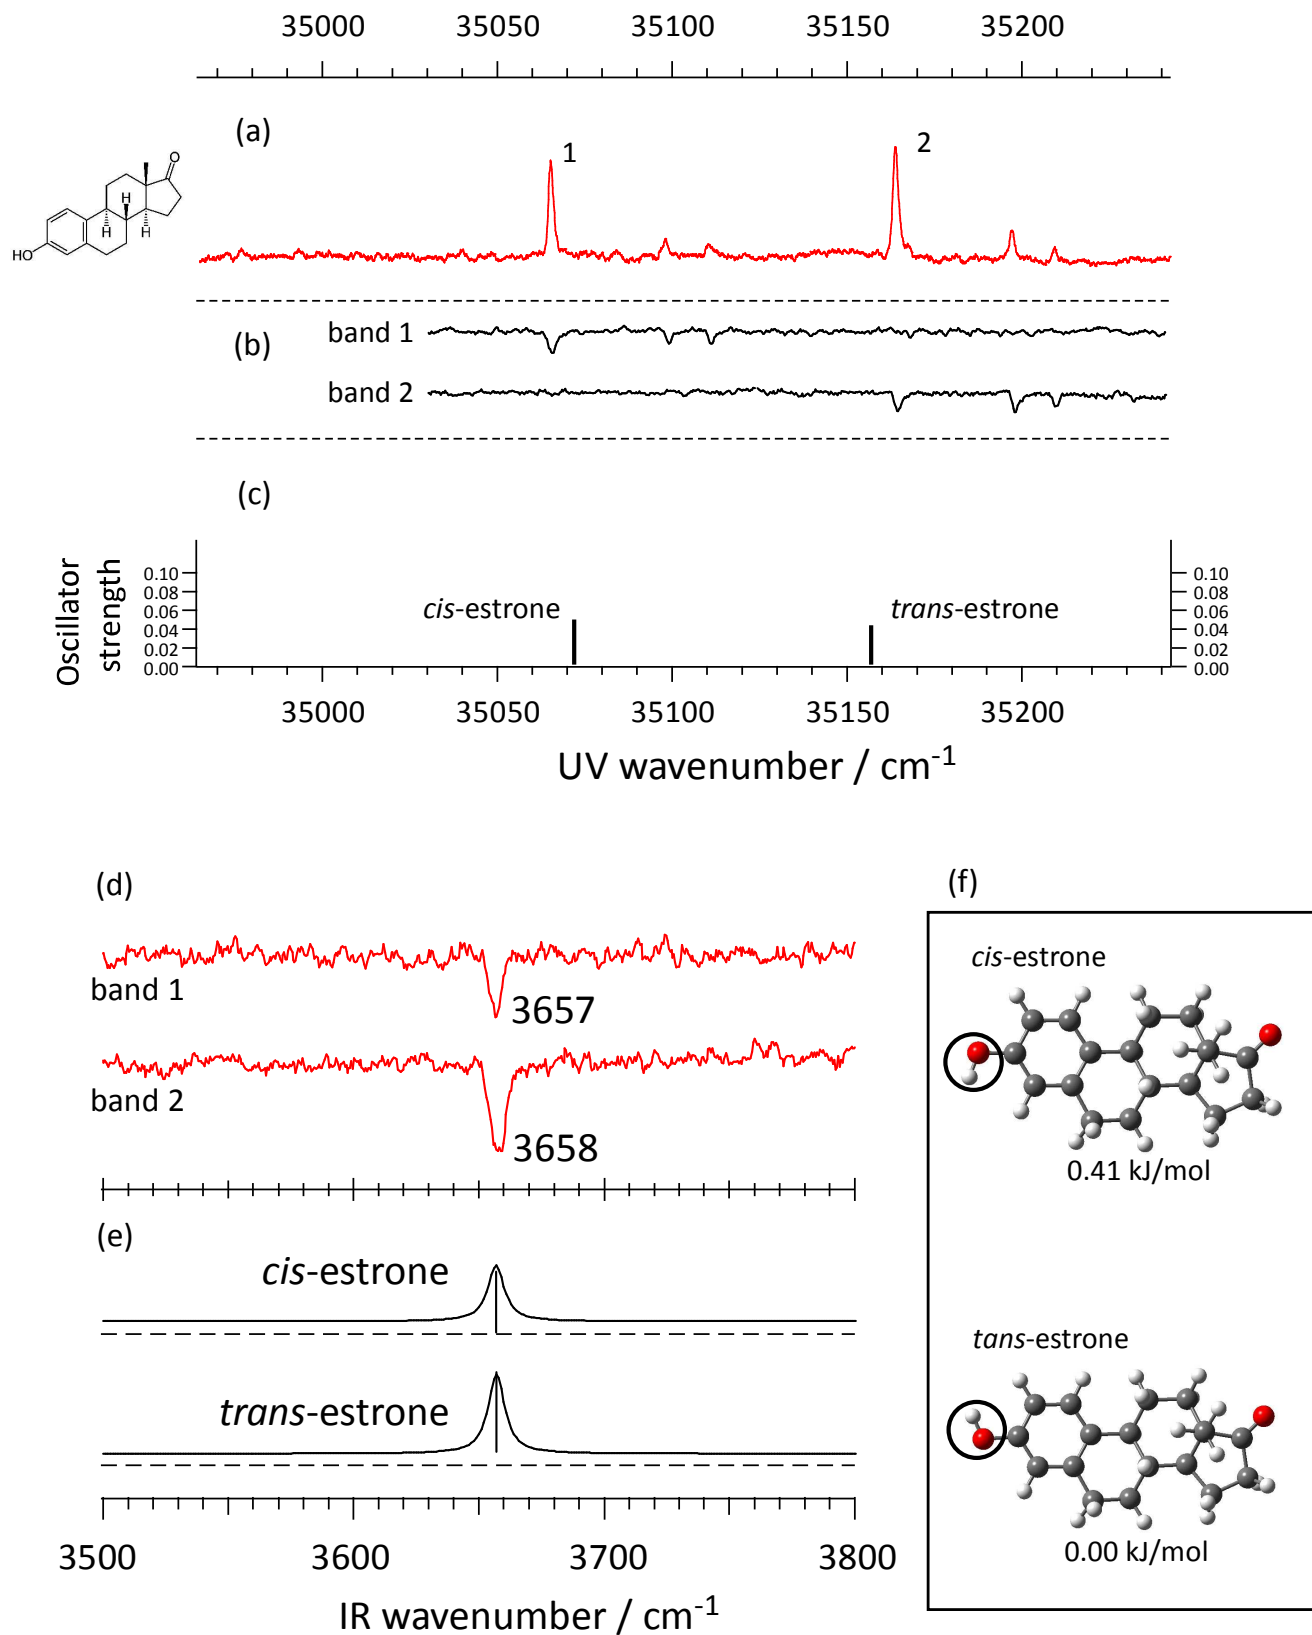 35000 35050 35100 35150 35200
(a)
1
2
O
H
H
H
HO
(b)
band 1
band 2
(c)
Oscillator
strength
0.10
0.08
0.06
0.04
0.02
0.00
cis-estrone
trans-estrone
0.10
0.08
0.06
0.04
0.02
0.00
35000 35050 35100 35150 35200
UV wavenumber / cm-1
(d)
band 1
3657
band 2
3658
(e)
cis-estrone
trans-estrone
3500 3600 3700 3800
IR wavenumber / cm-1
(f)
cis-estrone
0.41 kJ/mol
tans-estrone
0.00 kJ/mol